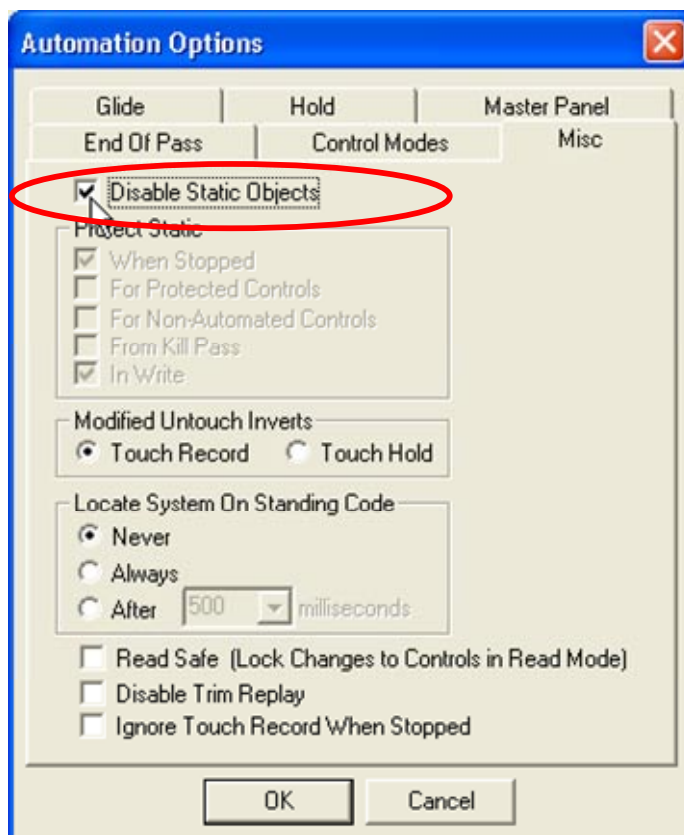 Automation Options
Glide Hold Master Panel
End Of Pass Control Modes Misc
Disable Static Objects
Protect Static
When Stopped
For Protected Controls
For Non-Automated Controls
From Kill Pass
In Write
Modified Untouch Inverts
Touch Record Touch Hold
Locate System On Standing Code
Never
Always
After 500 milliseconds
Read Safe (Lock Changes to Controls in Read Mode)
Disable Trim Replay
Ignore Touch Record When Stopped
OK Cancel